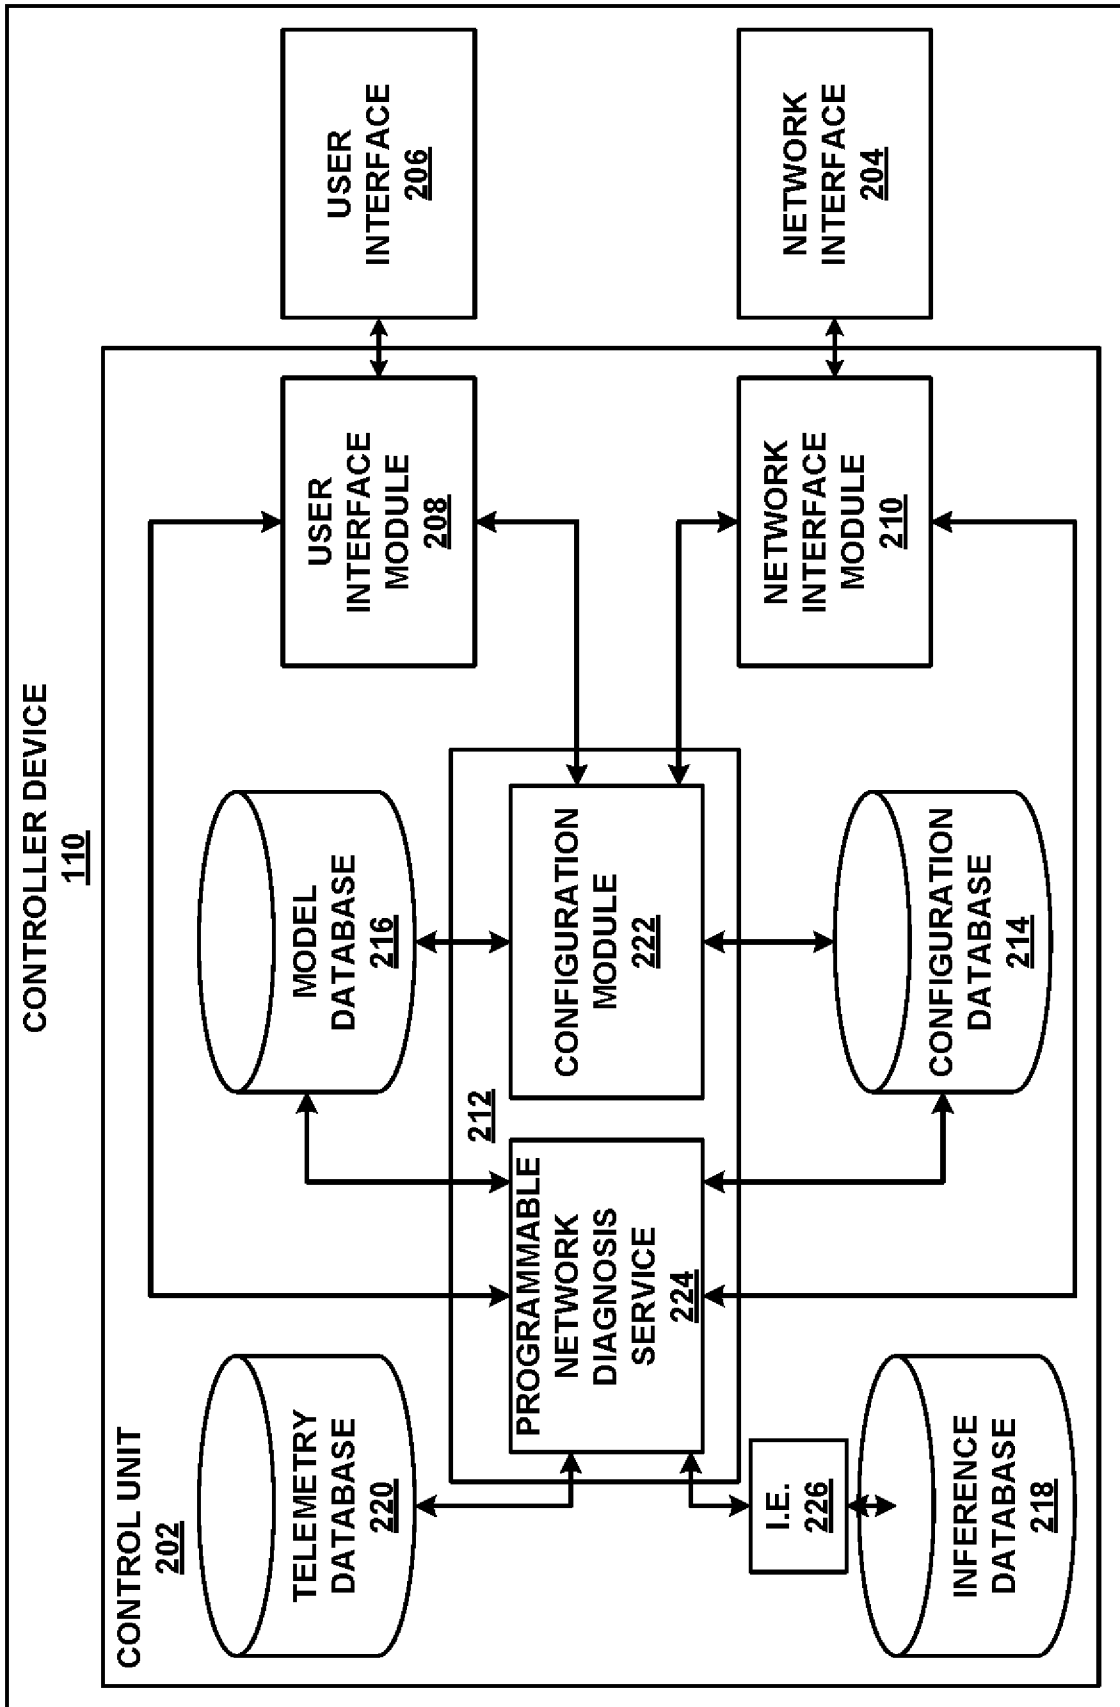 CONTROLLER DEVICE
110
CONTROL UNIT
202
TELEMETRY
DATABASE
220
MODEL
DATABASE
216
USER
INTERFACE
MODULE
208
USER
INTERFACE
206
212
PROGRAMMABLE
NETWORK
DIAGNOSIS
SERVICE
224
CONFIGURATION
MODULE
222
I.E.
226
INFERENCE
DATABASE
218
CONFIGURATION
DATABASE
214
NETWORK
INTERFACE
MODULE
210
NETWORK
INTERFACE
204